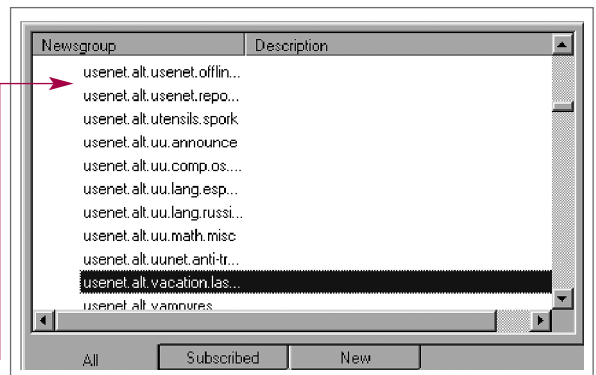 Newsgroup Description
usenet.alt.usenet.offlin...
usenet.alt.usenet.repo...
usenet.alt.utensils.spork
usenet.alt.uu.announce
usenet.alt.uu.comp.os....
usenet.alt.uu.lang.esp...
usenet.alt.uu.lang.russi...
usenet.alt.uu.math.misc
usenet.alt.uunet.anti-tr...
usenet.alt.vacation.las...
usenet.alt.vampyres
All Subscribed New